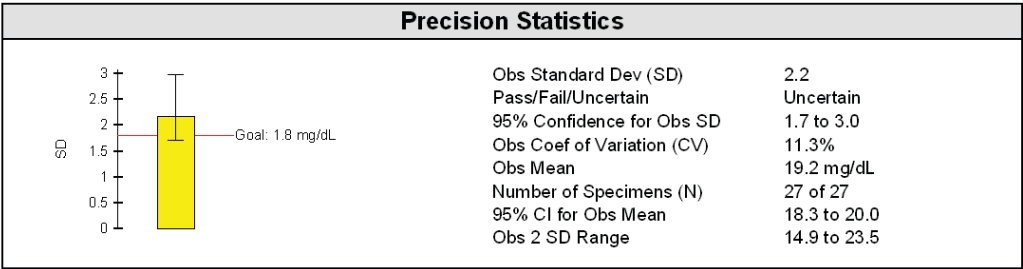 Precision Statistics
3
2.5
2
1.5
1
0.5
0
SD
Goal: 1.8 mg/dL
Obs Standard Dev (SD) 2.2
Pass/Fail/Uncertain Uncertain
95% Confidence for Obs SD 1.7 to 3.0
Obs Coef of Variation (CV) 11.3%
Obs Mean 19.2 mg/dL
Number of Specimens (N) 27 of 27
95% CI for Obs Mean 18.3 to 20.0
Obs 2 SD Range 14.9 to 23.5